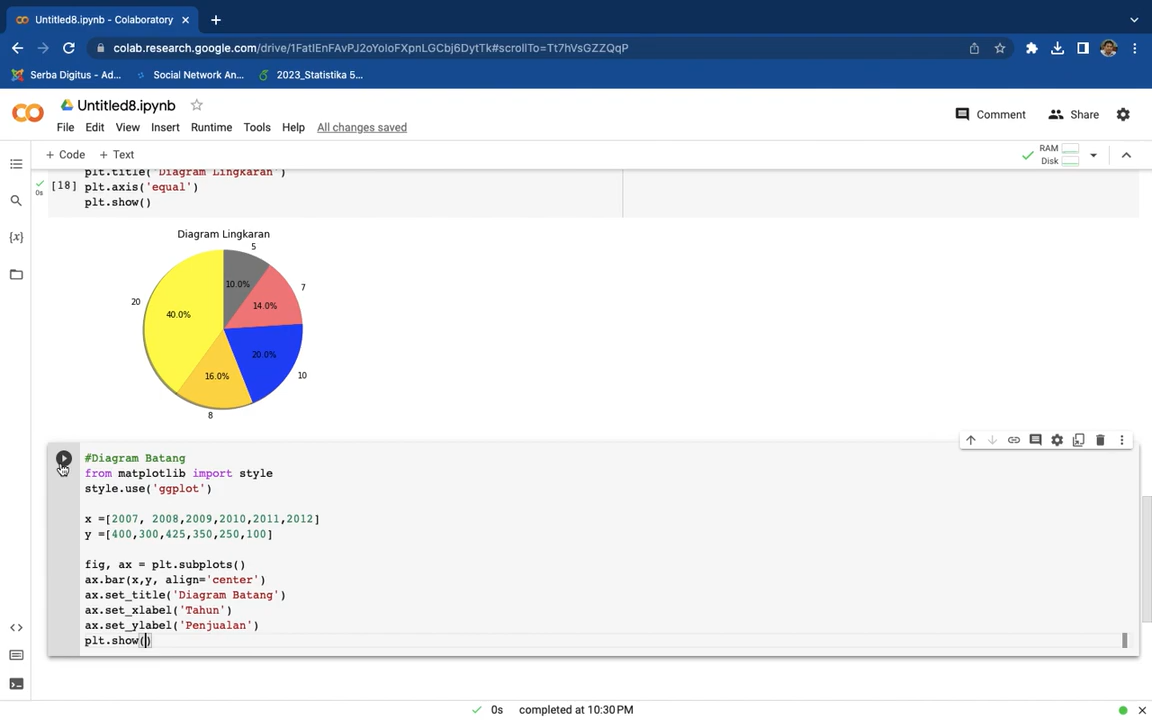 Untitled8.ipynb - Colaboratory
colab.research.google.com/drive/1FatIEnFAvPJ2oYoIoFXpnLGCbj6DytTk#scrollTo=Tt7hVsGZZQqP
Serba Digitus - Ad...
Social Network An...
2023_Statistika 5...
Untitled8.ipynb
Comment
Share
File Edit View Insert Runtime Tools Help All changes saved
+ Code + Text
RAM
Disk
plt.title('Diagram Lingkaran')
[18] plt.axis('equal')
0s
plt.show()
Diagram Lingkaran
5
10.0%
7
14.0%
20
40.0%
20.0%
10
16.0%
8
#Diagram Batang
from matplotlib import style
style.use('ggplot')
x =[2007, 2008,2009,2010,2011,2012]
y =[400,300,425,350,250,100]
fig, ax = plt.subplots()
ax.bar(x,y, align='center')
ax.set_title('Diagram Batang')
ax.set_xlabel('Tahun')
ax.set_ylabel('Penjualan')
plt.show()
0s completed at 10:30PM